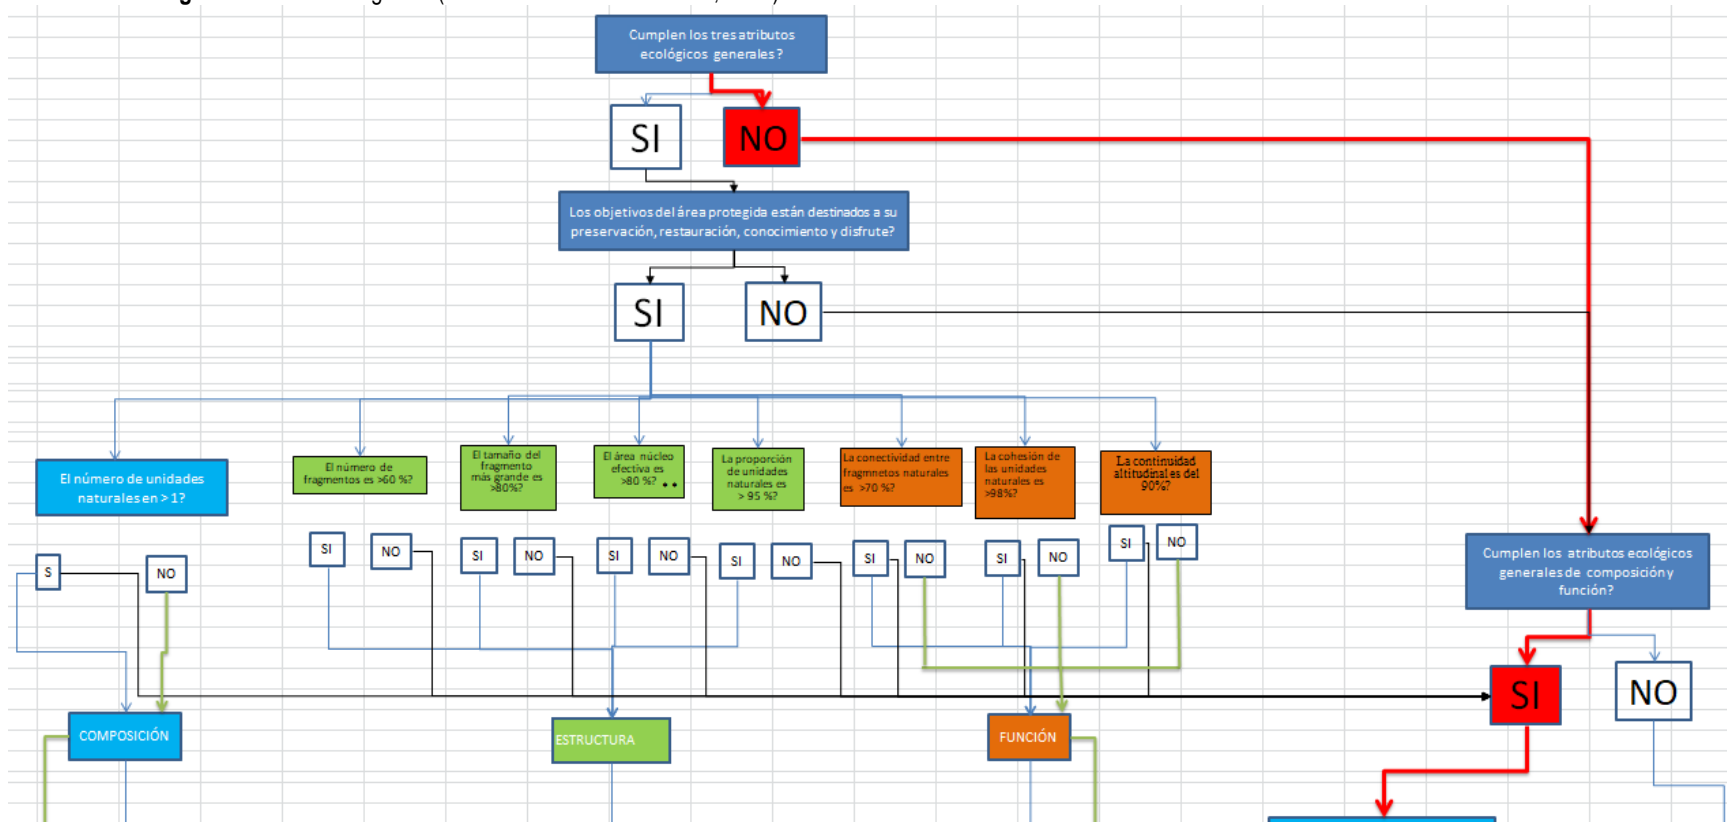 Cumplen los tres atributos
ecológicos generales ?
SI
NO
Los objetivos del área protegida están destinados a su
preservación, restauración, conocimiento y disfrute?
SI
NO
El número de unidades
naturales en > 1?
El número de
fragmentos es >60 %?
El tamaño del
fragmento
más grande es
>80%?
El área núcleo
efectiva es
>80 %?
La proporción
de unidades
naturales es
> 95 %?
La conectividad entre
fragmnetos naturales
es >70 %?
La cohesión de
las unidades
naturales es
>98%?
La continuidad
altitudinal es del
90%?
S
NO
SI
NO
SI
NO
SI
NO
SI
NO
SI
NO
SI
NO
SI
NO
Cumplen los atributos ecológicos
generales de composición y
función?
SI
NO
COMPOSICIÓN
ESTRUCTURA
FUNCIÓN